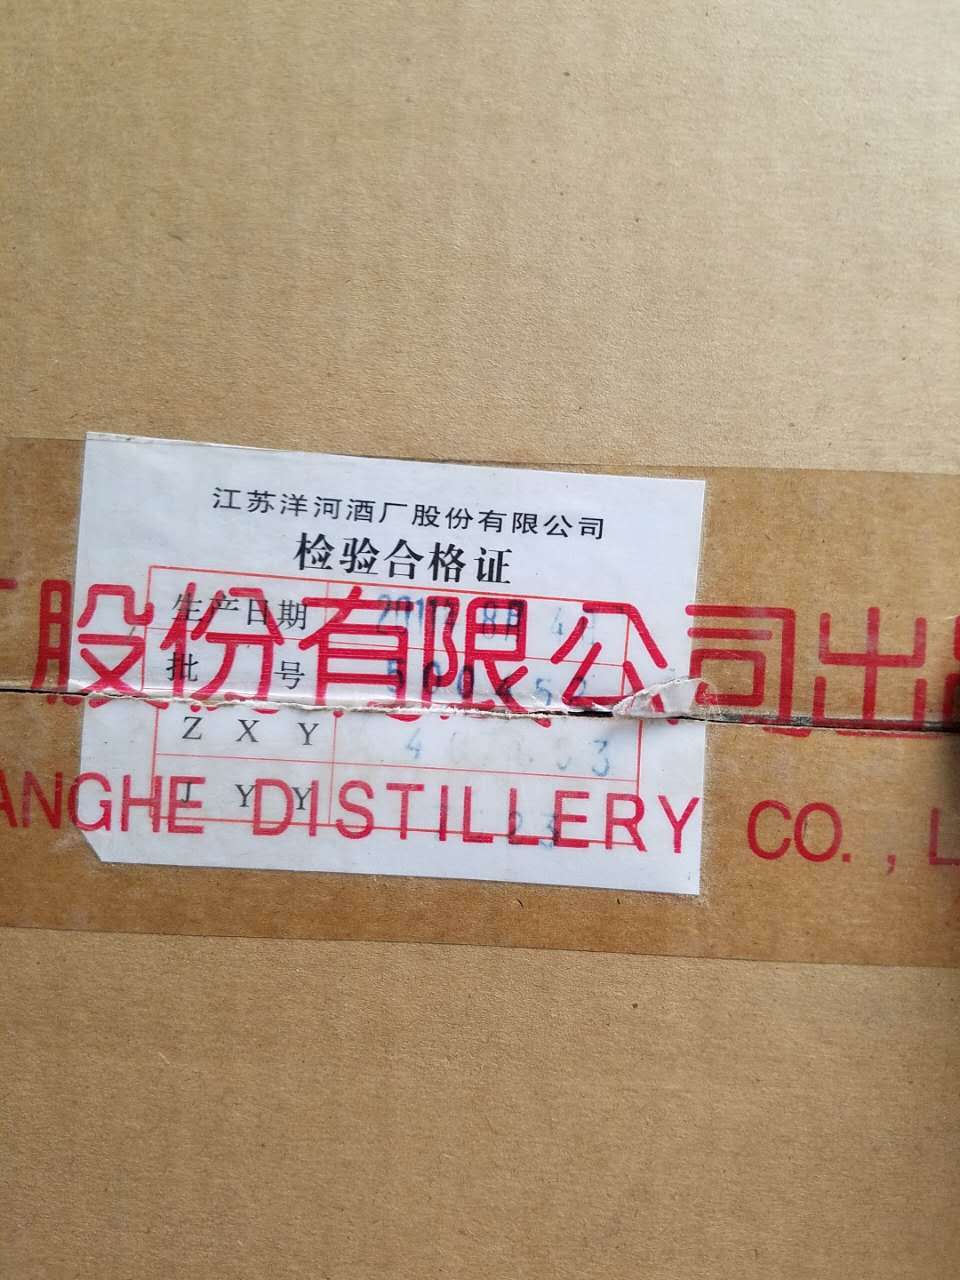 江苏洋河酒厂股份有限公司
检验合格证
生产日期
股份有限公司出
批 号
Z X Y
J Y Y 23
ANGHE DISTILLERY CO., L